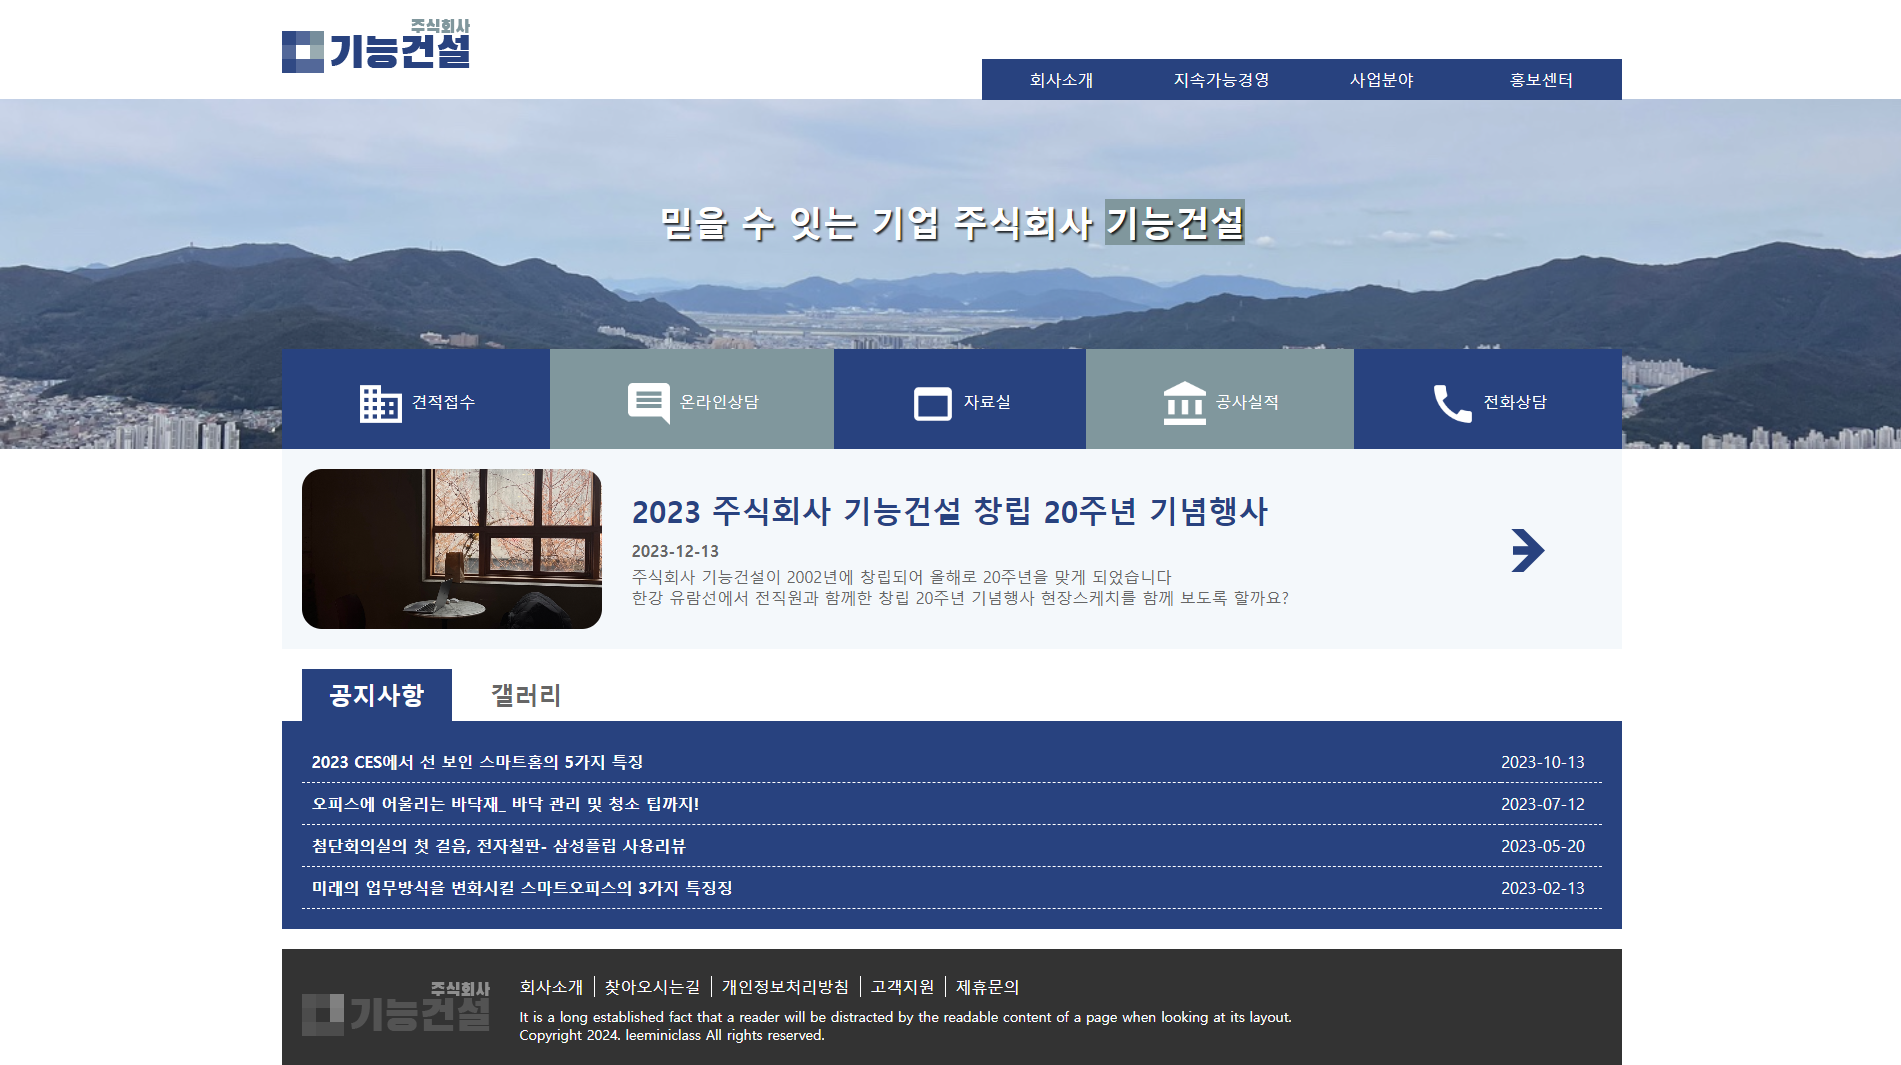 주식회사
기능건설
회사소개 지속가능경영 사업분야 홍보센터
믿을 수 잇는 기업 주식회사 기능건설
견적접수 온라인상담 자료실 공사실적 전화상담
2023 주식회사 기능건설 창립 20주년 기념행사
2023-12-13
주식회사 기능건설이 2002년에 창립되어 올해로 20주년을 맞게 되었습니다
한강 유람선에서 전직원과 함께한 창립 20주년 기념행사 현장스케치를 함께 보도록 할까요?
공지사항 갤러리
2023 CES에서 선 보인 스마트홈의 5가지 특징 2023-10-13
오피스에 어울리는 바닥재_ 바닥 관리 및 청소 팁까지! 2023-07-12
첨단회의실의 첫 걸음, 전자칠판- 삼성플립 사용리뷰 2023-05-20
미래의 업무방식을 변화시킬 스마트오피스의 3가지 특징징 2023-02-13
주식회사
기능건설
회사소개 찾아오시는길 개인정보처리방침 고객지원 제휴문의
It is a long established fact that a reader will be distracted by the readable content of a page when looking at its layout.
Copyright 2024. leeminiclass All rights reserved.